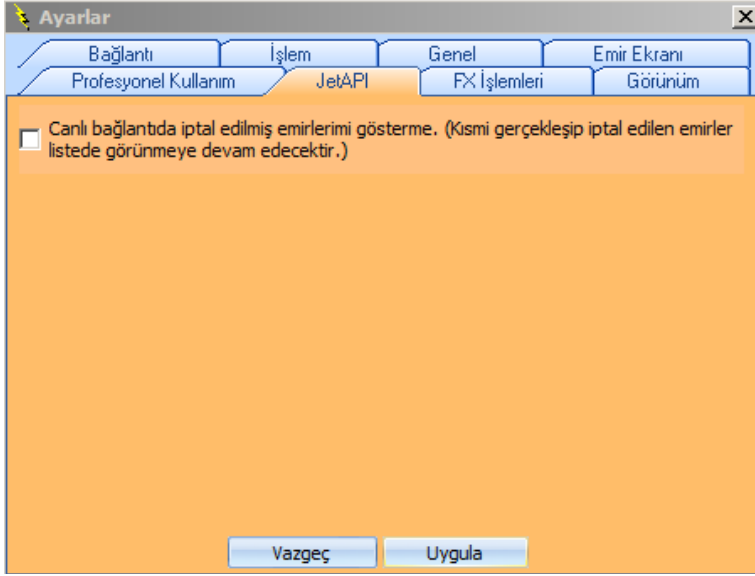 Ayarlar
Bağlantı İşlem Genel Emir Ekranı
Profesyonel Kullanım JetAPI FX İşlemleri Görünüm
Canlı bağlantıda iptal edilmiş emirlerimi gösterme. (Kısmi gerçekleşip iptal edilen emirler
listede görünmeye devam edecektir.)
Vazgeç Uygula